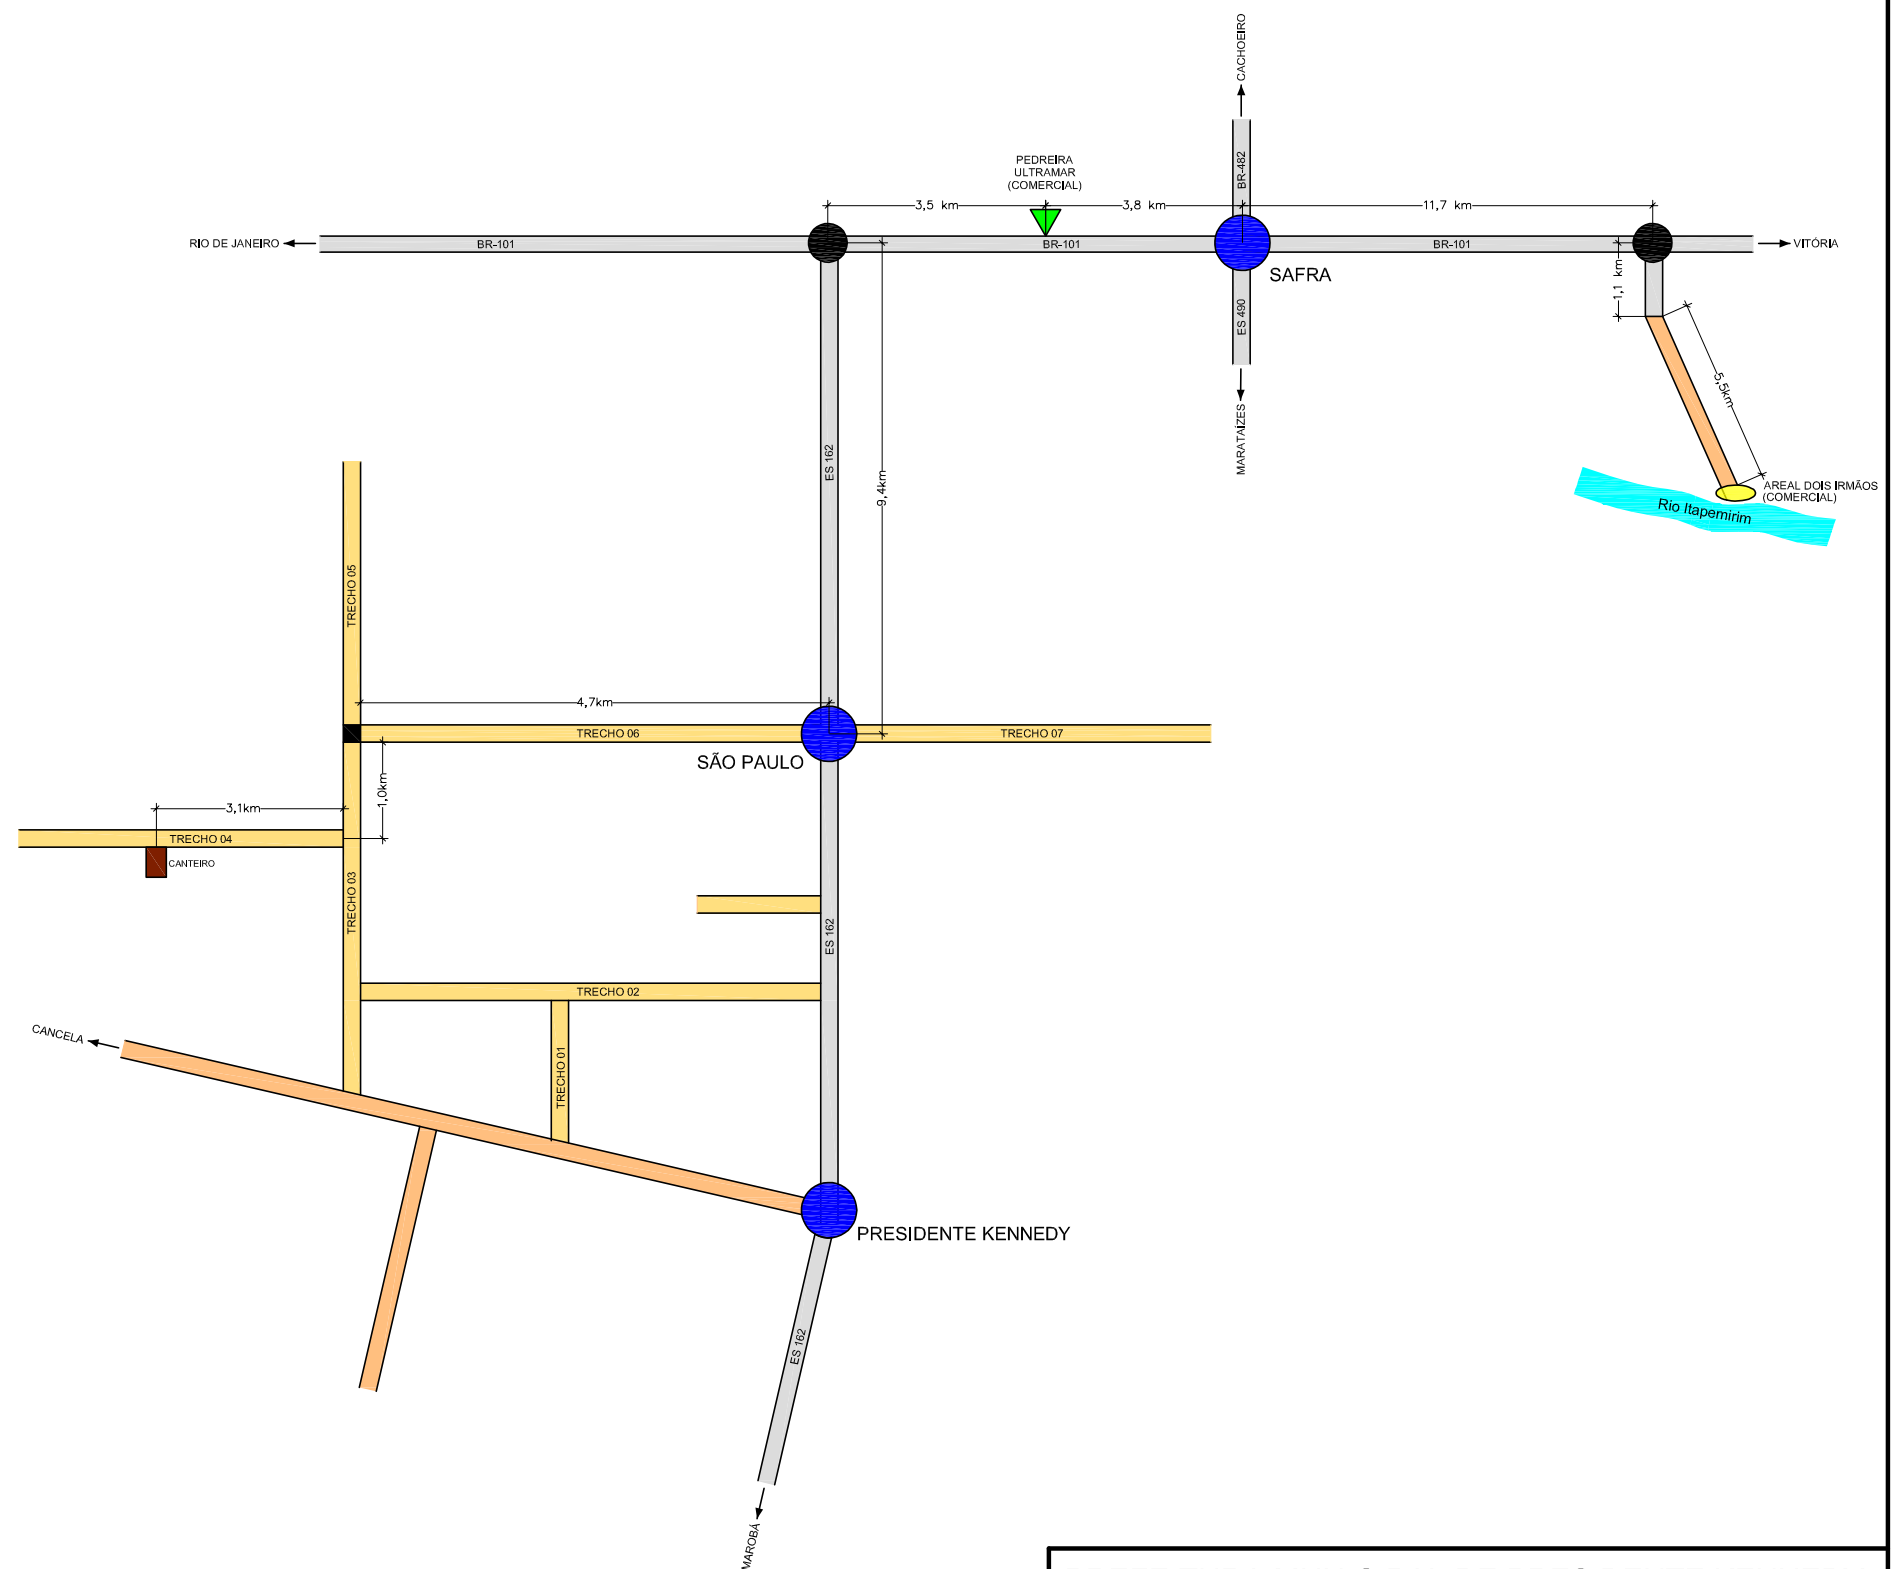 CACHOEIRO
BR-482
PEDREIRA
ULTRAMAR
(COMERCIAL)
3,5 km
3,8 km
11,7 km
RIO DE JANEIRO
BR-101
BR-101
BR-101
VITÓRIA
SAFRA
1,1 km
ES 490
MARATAÍZES
5,5km
ES 162
9,4km
AREAL DOIS IRMÃOS
(COMERCIAL)
Rio Itapemirim
TRECHO 05
4,7km
TRECHO 06
TRECHO 07
SÃO PAULO
1,0km
3,1km
TRECHO 04
CANTEIRO
TRECHO 03
ES 162
TRECHO 02
CANCELA
TRECHO 01
PRESIDENTE KENNEDY
ES 162
MAROBÁ